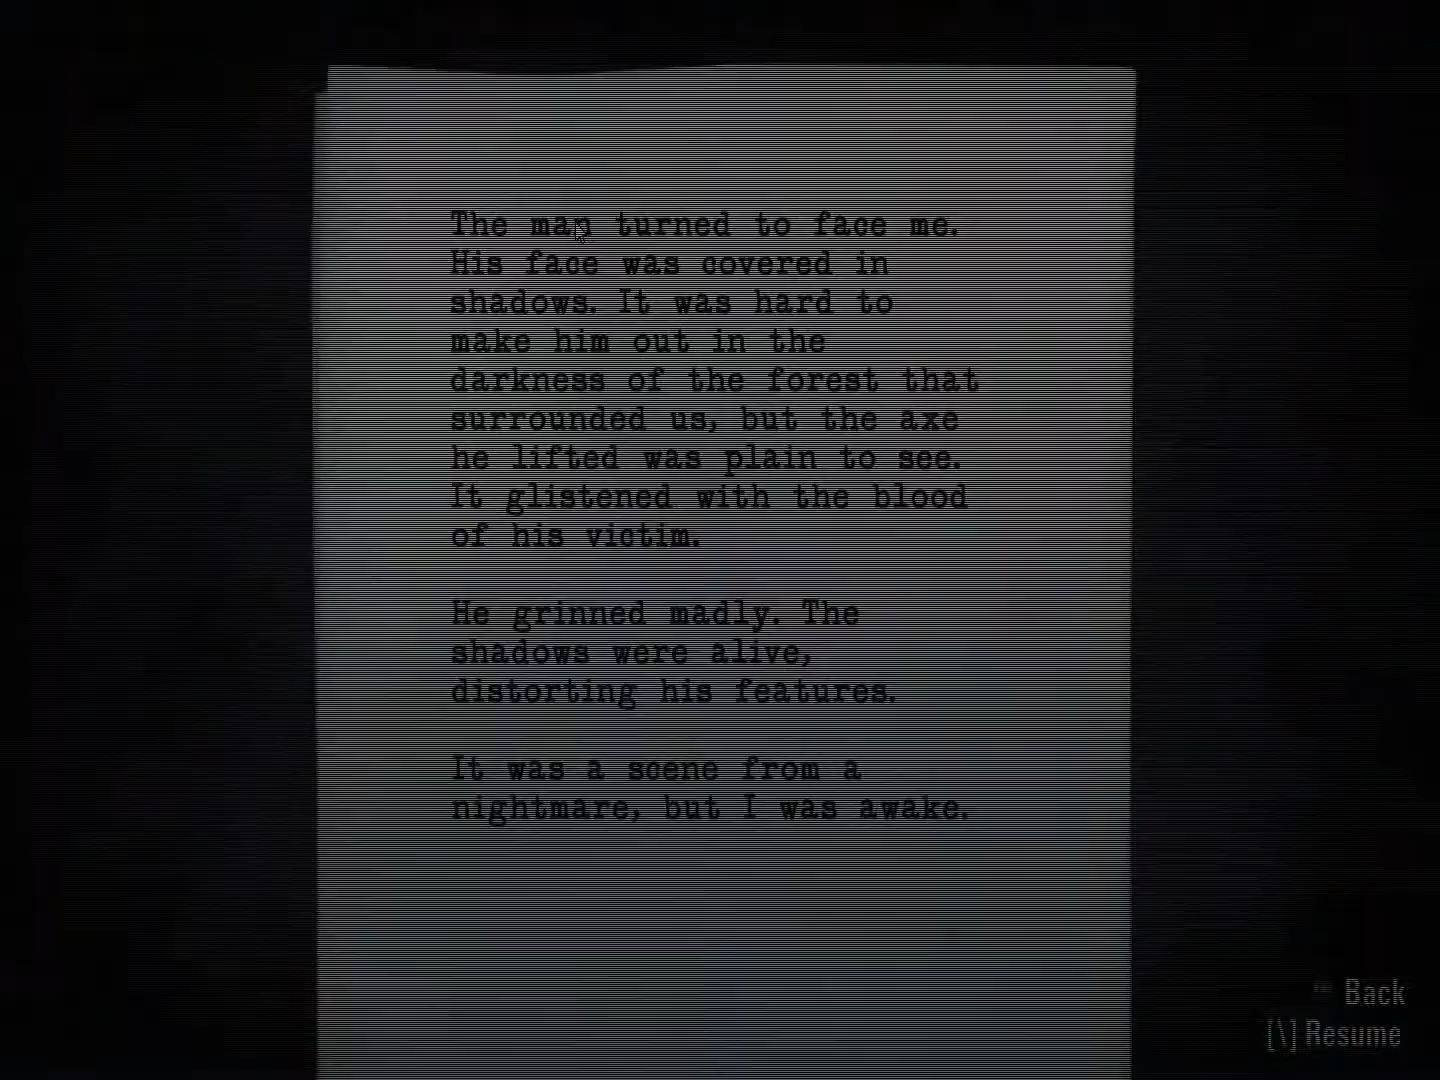 The man turned to face me.
His face was covered in
shadows. It was hard to
make him out in the
darkness of the forest that
surrounded us, but the axe
he lifted was plain to see.
It glistened with the blood
of his victim.
He grinned madly. The
shadows were alive,
distorting his features.
It was a scene from a
nightmare, but I was awake.
Back
[\] Resume